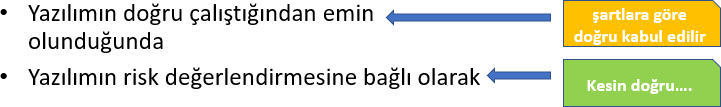 • Yazılımın doğru çalıştığından emin
olunduğunda
şartlara göre
doğru kabul edilir
• Yazılımın risk değerlendirmesine bağlı olarak
Kesin doğru....